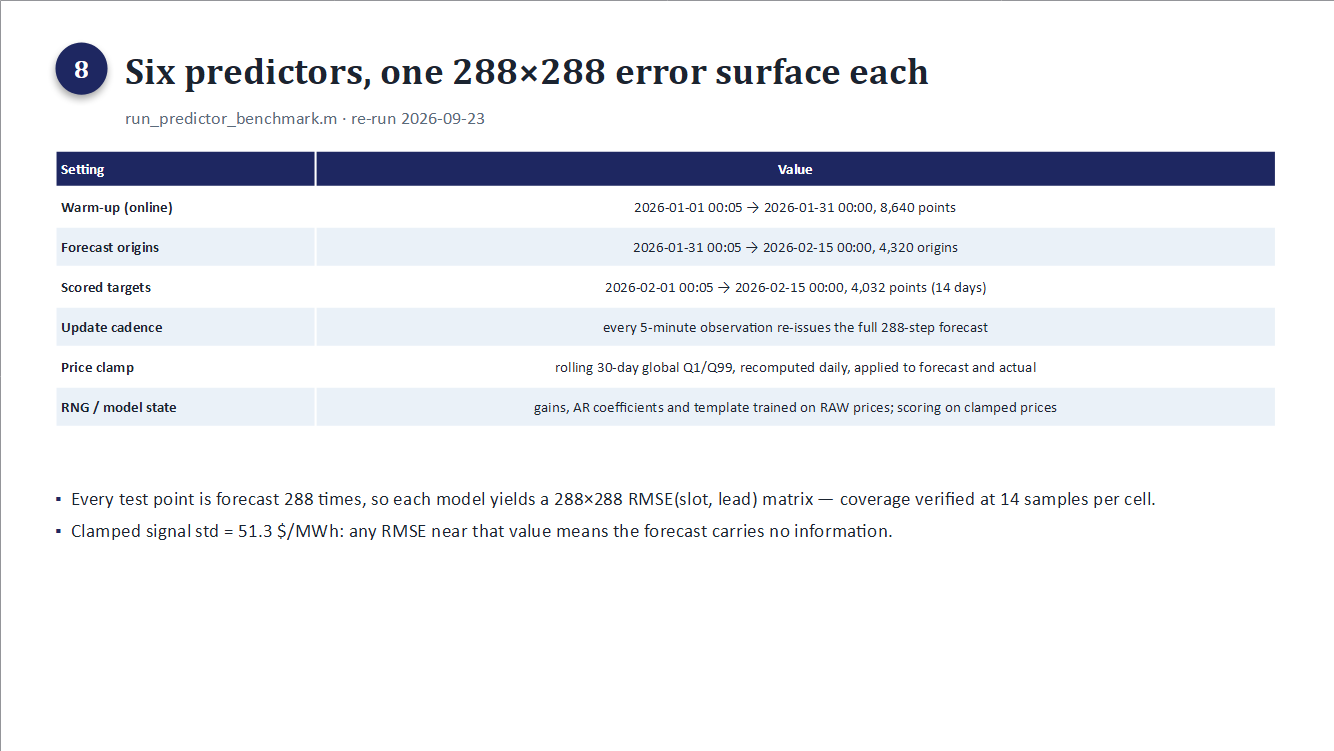 8
Six predictors, one 288×288 error surface each
run_predictor_benchmark.m · re-run 2026-09-23
Setting Value
Warm-up (online) 2026-01-01 00:05 → 2026-01-31 00:00, 8,640 points
Forecast origins 2026-01-31 00:05 → 2026-02-15 00:00, 4,320 origins
Scored targets 2026-02-01 00:05 → 2026-02-15 00:00, 4,032 points (14 days)
Update cadence every 5-minute observation re-issues the full 288-step forecast
Price clamp rolling 30-day global Q1/Q99, recomputed daily, applied to forecast and actual
RNG / model state gains, AR coefficients and template trained on RAW prices; scoring on clamped prices
▪ Every test point is forecast 288 times, so each model yields a 288×288 RMSE(slot, lead) matrix — coverage verified at 14 samples per cell.
▪ Clamped signal std = 51.3 $/MWh: any RMSE near that value means the forecast carries no information.